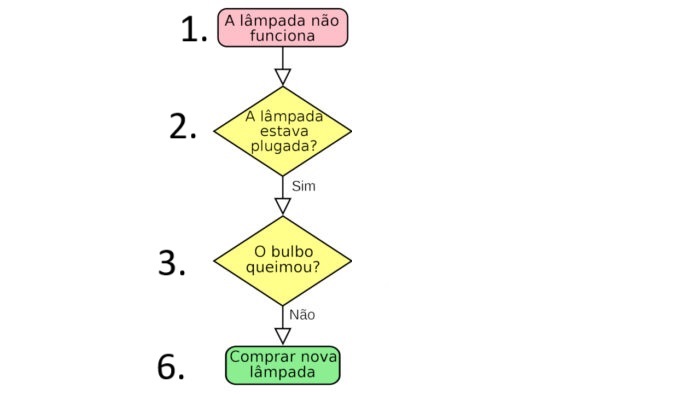 1.
A lâmpada não
funciona
2.
A lâmpada
estava
plugada?
Sim
3.
O bulbo
queimou?
Não
6.
Comprar nova
lâmpada